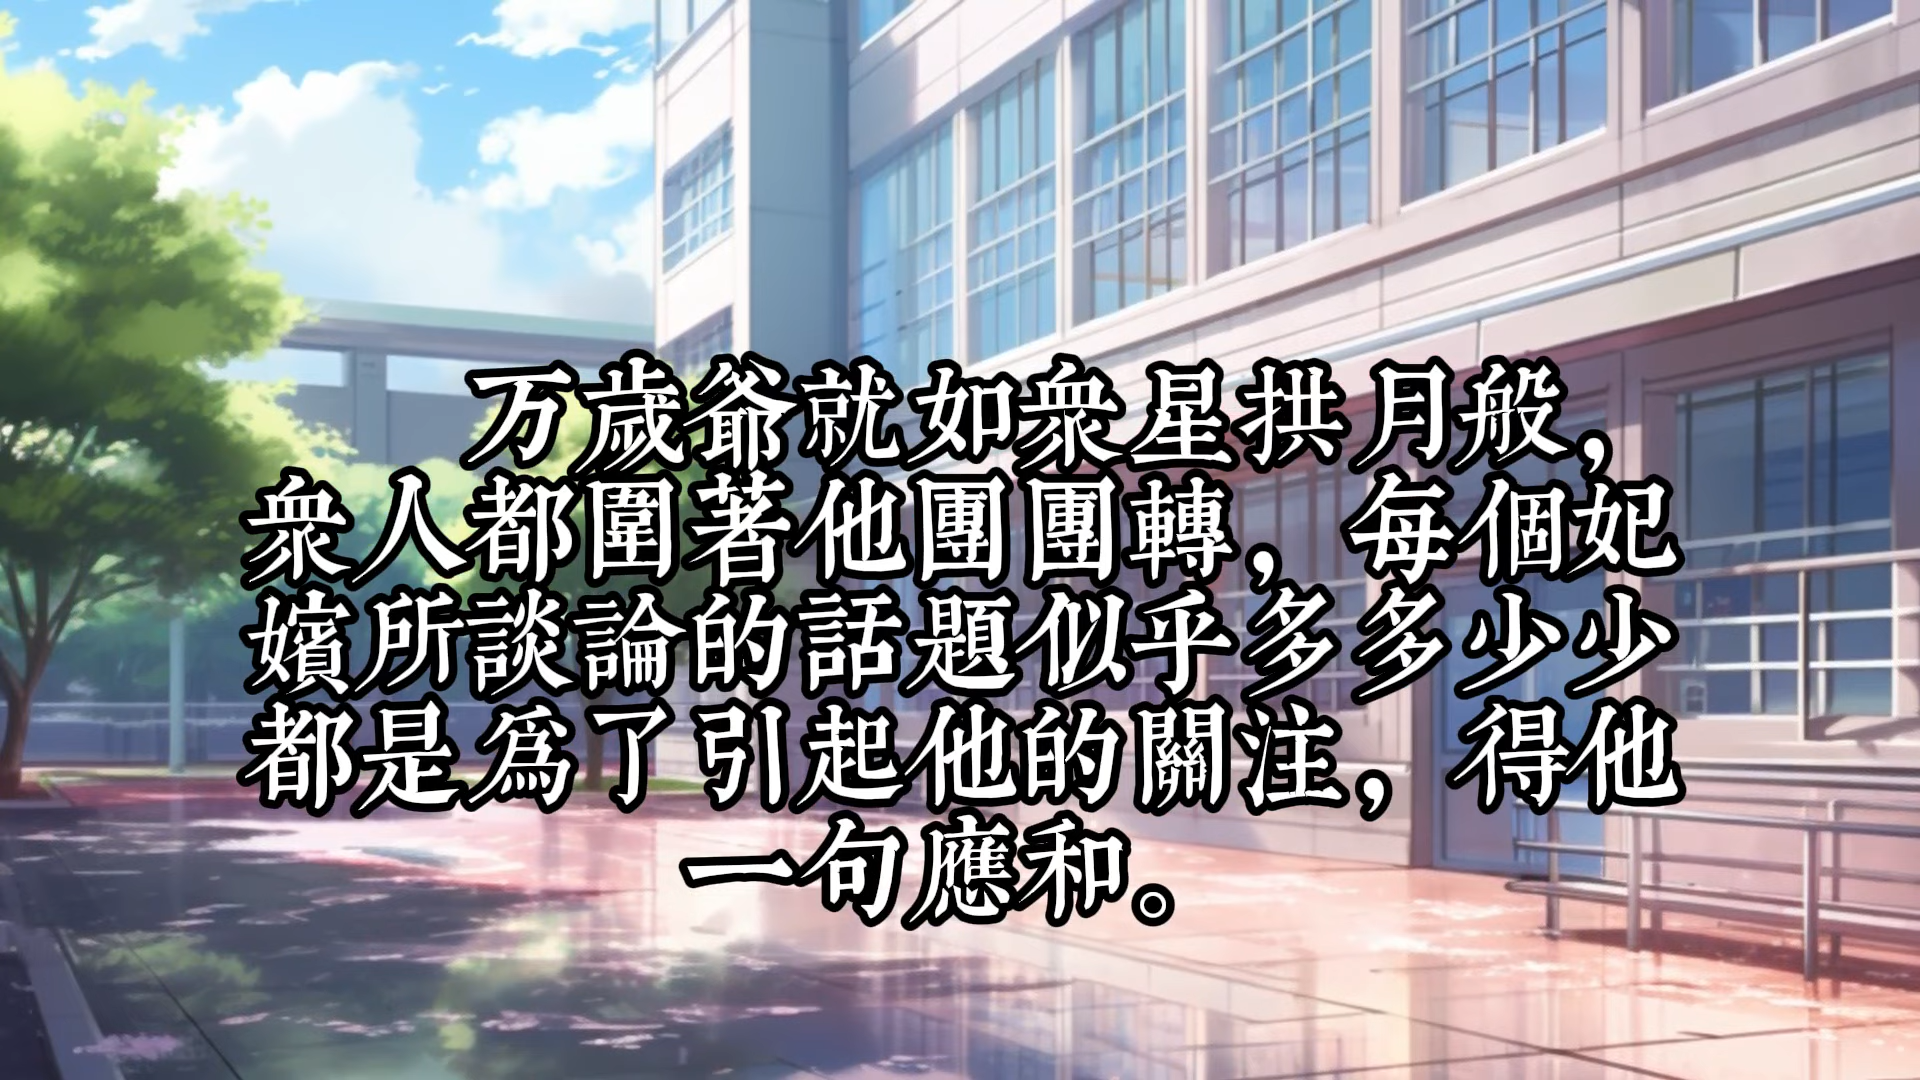 万歲爺就如衆星拱月般，
衆人都圍著他團團轉，每個妃
嬪所談論的話題似乎多多少少
都是爲了引起他的關注，得他
一句應和。